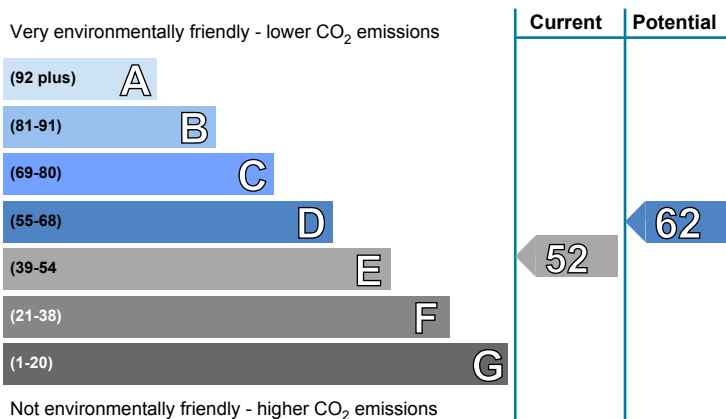 Current Potential
Very environmentally friendly - lower CO2 emissions
(92 plus) A
(81-91) B
(69-80) C
(55-68) D
62
(39-54 E
52
(21-38) F
(1-20) G
Not environmentally friendly - higher CO2 emissions